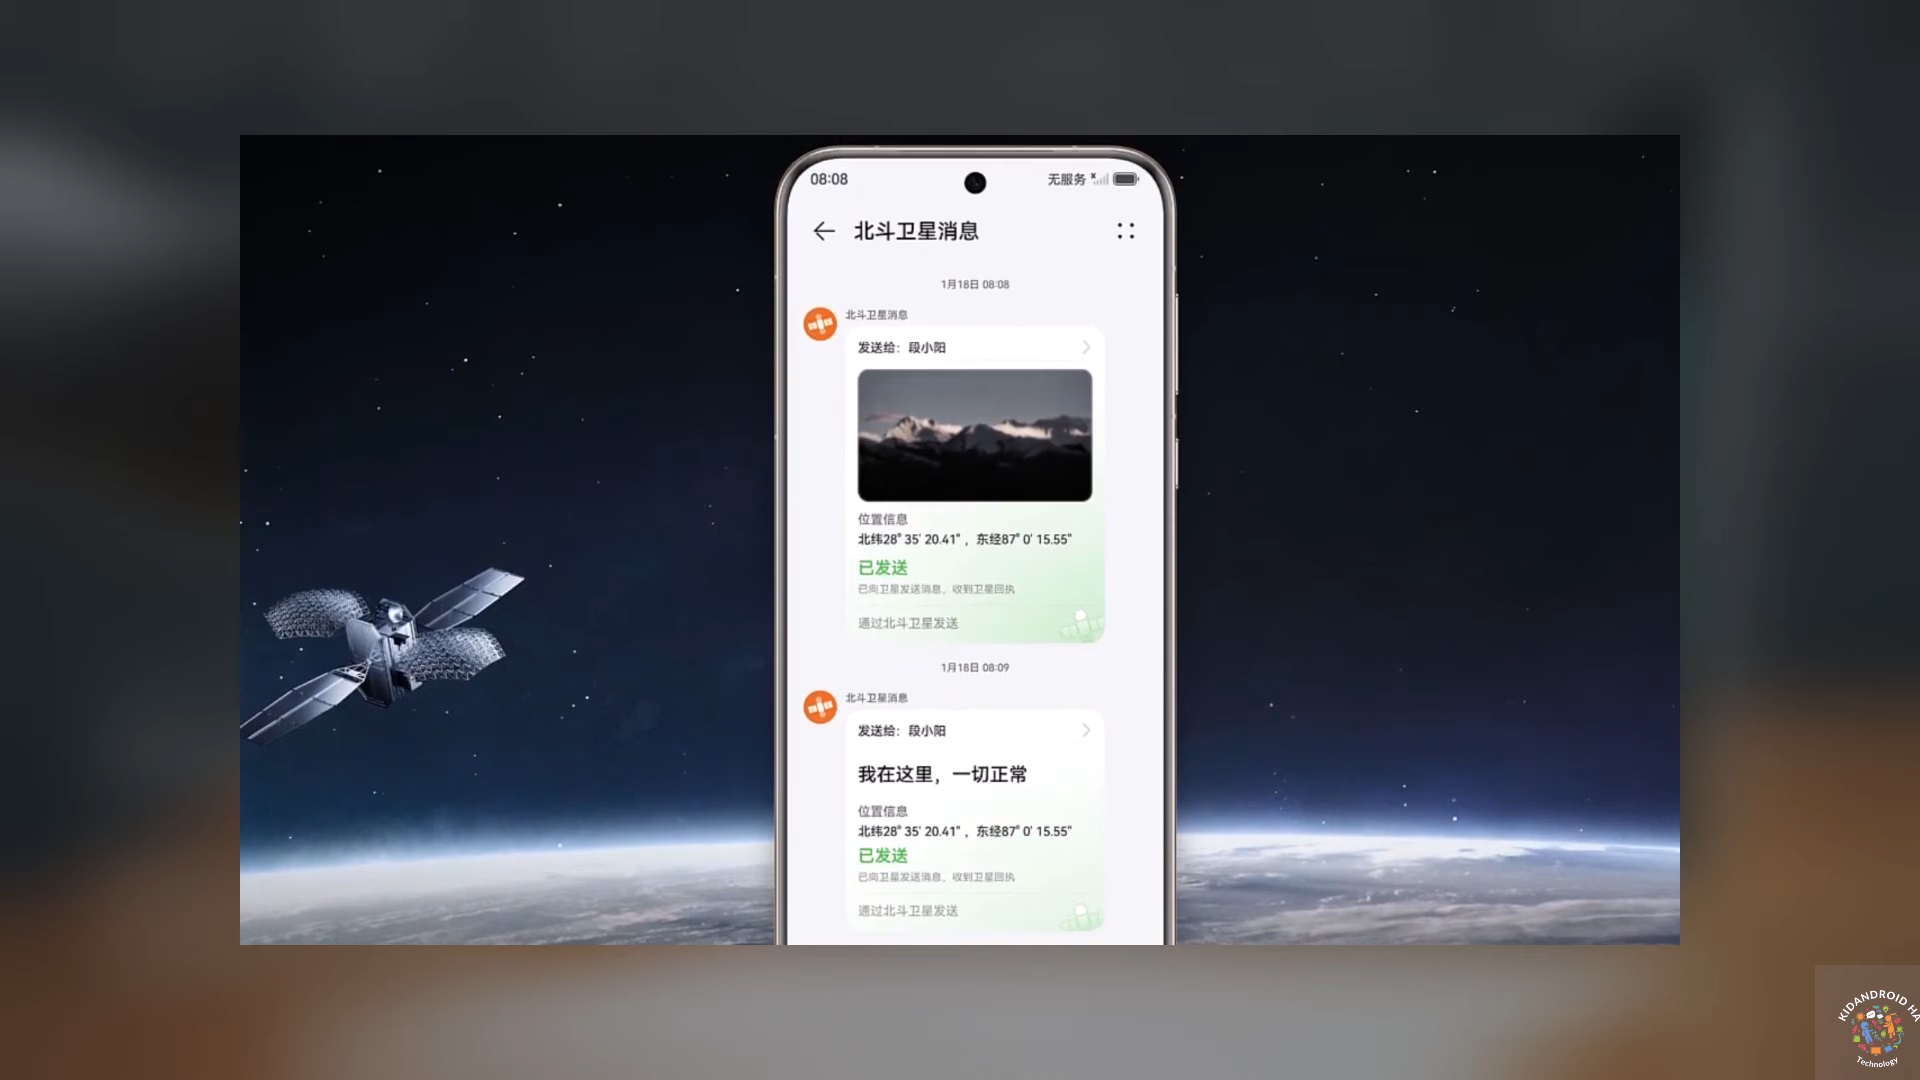 08:08
无服务
北斗卫星消息
1月18日 08:08
北斗卫星消息
发送给：段小阳
位置信息
北纬28° 35' 20.41" ，东经87° 0' 15.55"
已发送
已向卫星发送消息，收到卫星回执
通过北斗卫星发送
1月18日 08:09
北斗卫星消息
发送给：段小阳
我在这里，一切正常
位置信息
北纬28° 35' 20.41" ，东经87° 0' 15.55"
已发送
已向卫星发送消息，收到卫星回执
通过北斗卫星发送
KIDANDROID HA
Technology